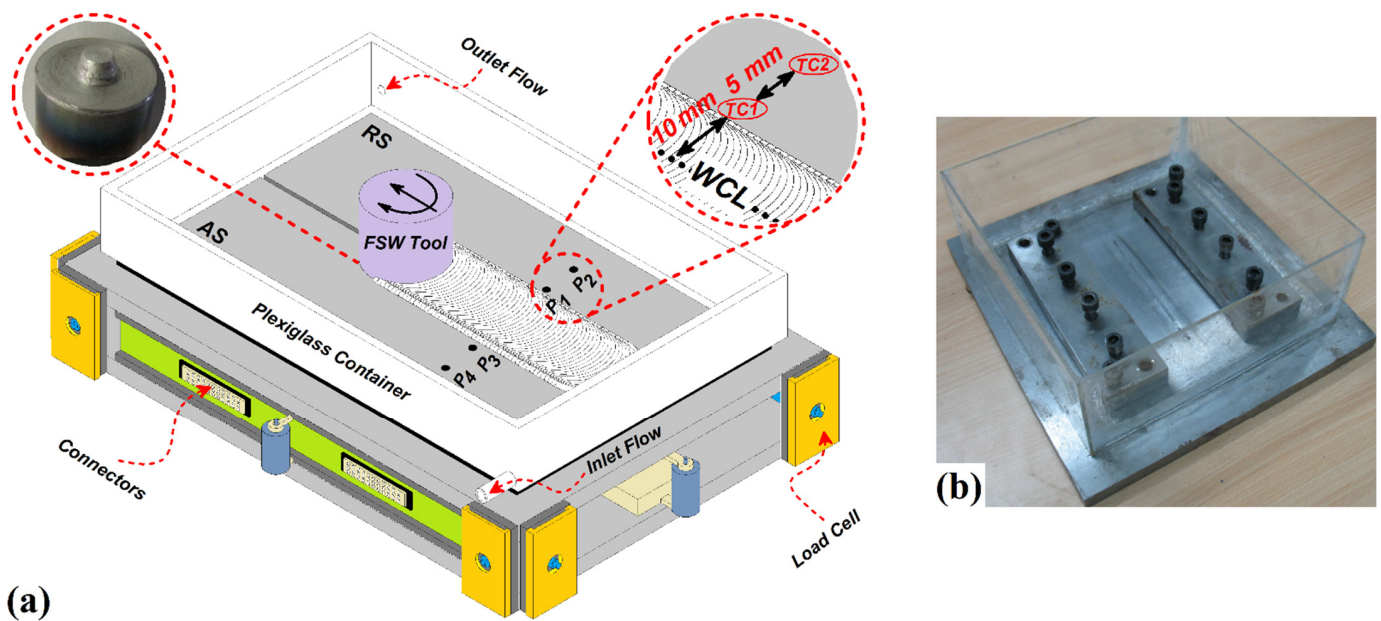 Outlet Flow
5 mm
TC2
TC1
10 mm
WCL
RS
AS
FSW Tool
P1 P2
P4 P3
Plexiglass Container
Connectors
Inlet Flow
Load Cell
(a)
(b)